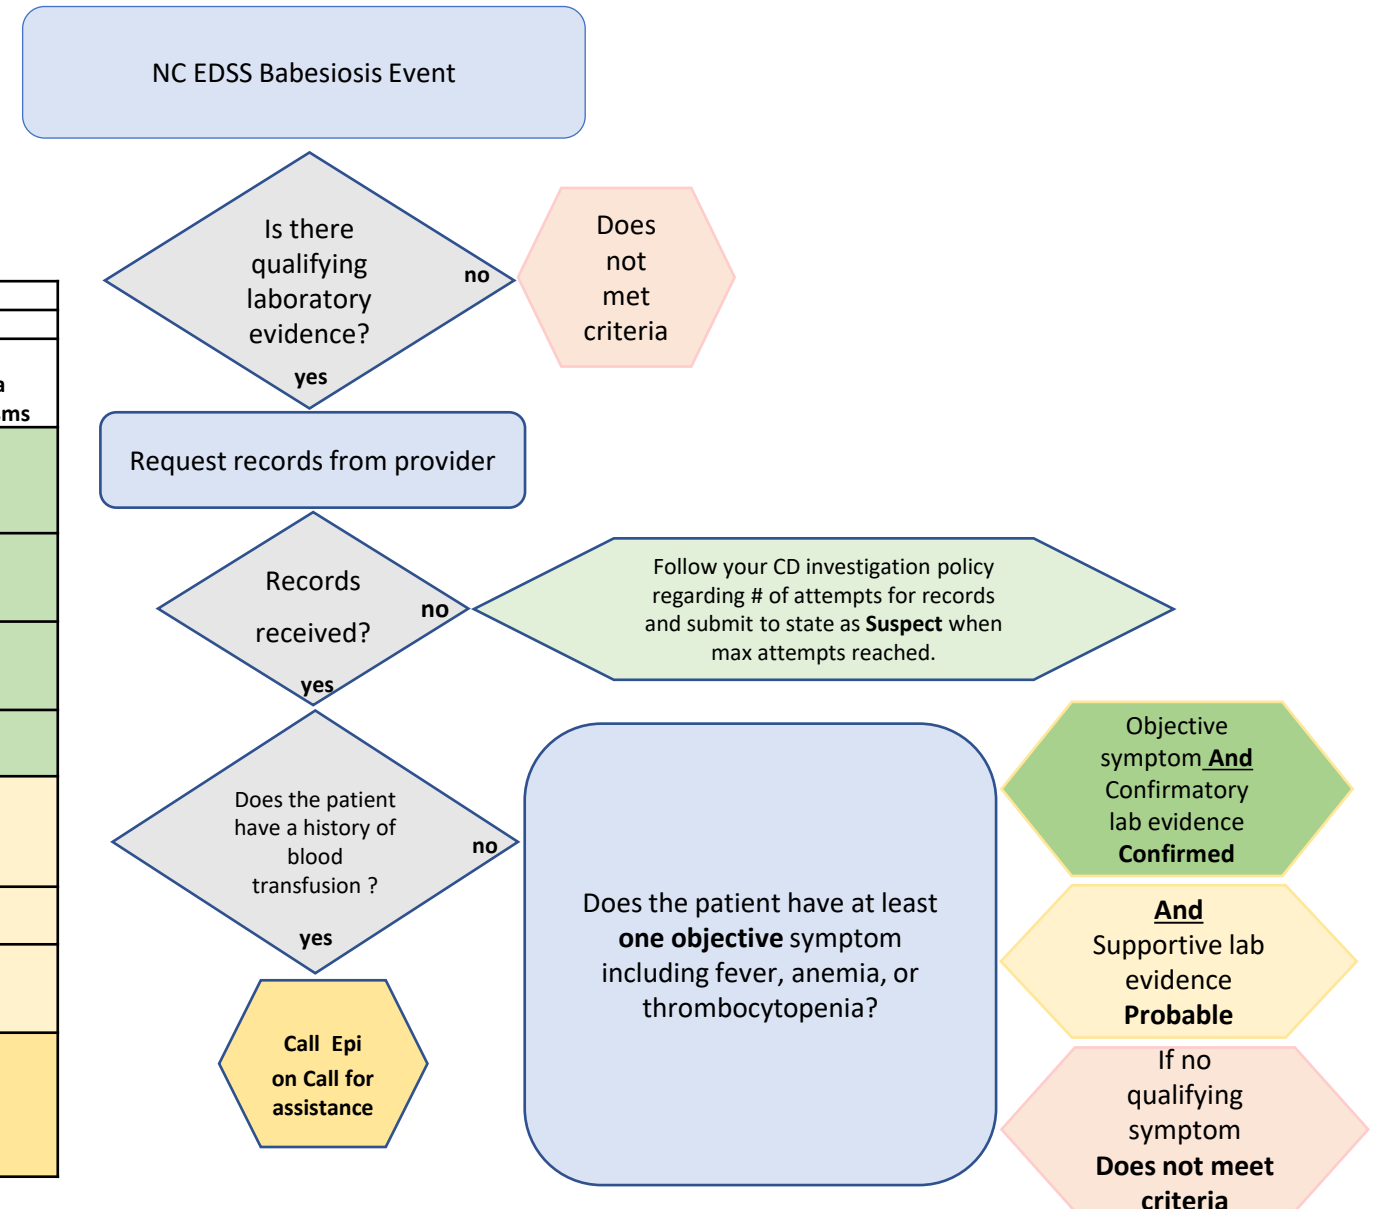 NC EDSS Babesiosis Event
Is there
qualifying
laboratory
evidence?
no
yes
Does
not
met
criteria
a
sms
Request records from provider
Records
received?
no
yes
Follow your CD investigation policy
regarding # of attempts for records
and submit to state as Suspect when
max attempts reached.
Does the patient
have a history of
blood
transfusion ?
no
yes
Call Epi
on Call for
assistance
Does the patient have at least
one objective symptom
including fever, anemia, or
thrombocytopenia?
Objective
symptom And
Confirmatory
lab evidence
Confirmed
And
Supportive lab
evidence
Probable
If no
qualifying
symptom
Does not meet
criteria